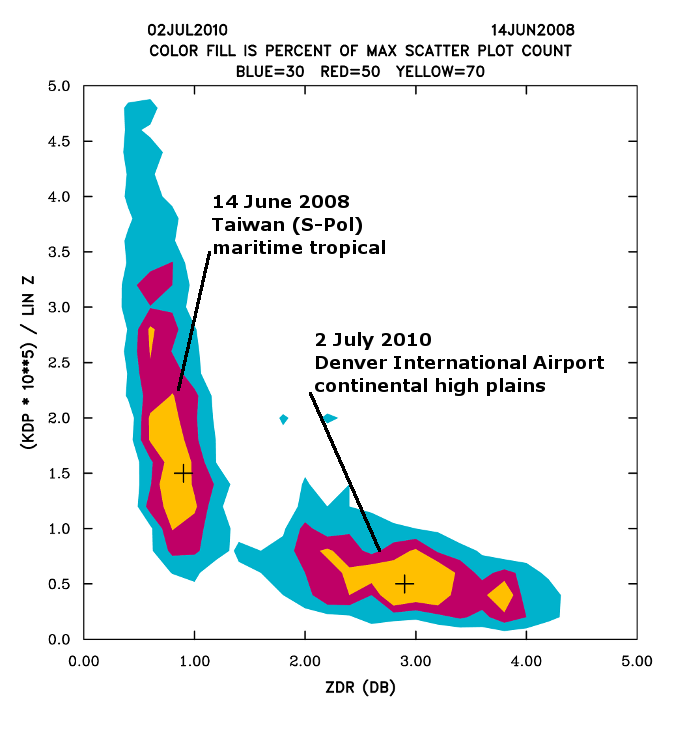 02JUL2010 14JUN2008
COLOR FILL IS PERCENT OF MAX SCATTER PLOT COUNT
BLUE=30 RED=50 YELLOW=70
5.0
4.5
4.0
3.5
3.0
2.5
2.0
1.5
1.0
0.5
0.0
(KDP * 10**5) / LIN Z
14 June 2008
Taiwan (S-Pol)
maritime tropical
2 July 2010
Denver International Airport
continental high plains
0.00 1.00 2.00 3.00 4.00 5.00
ZDR (DB)